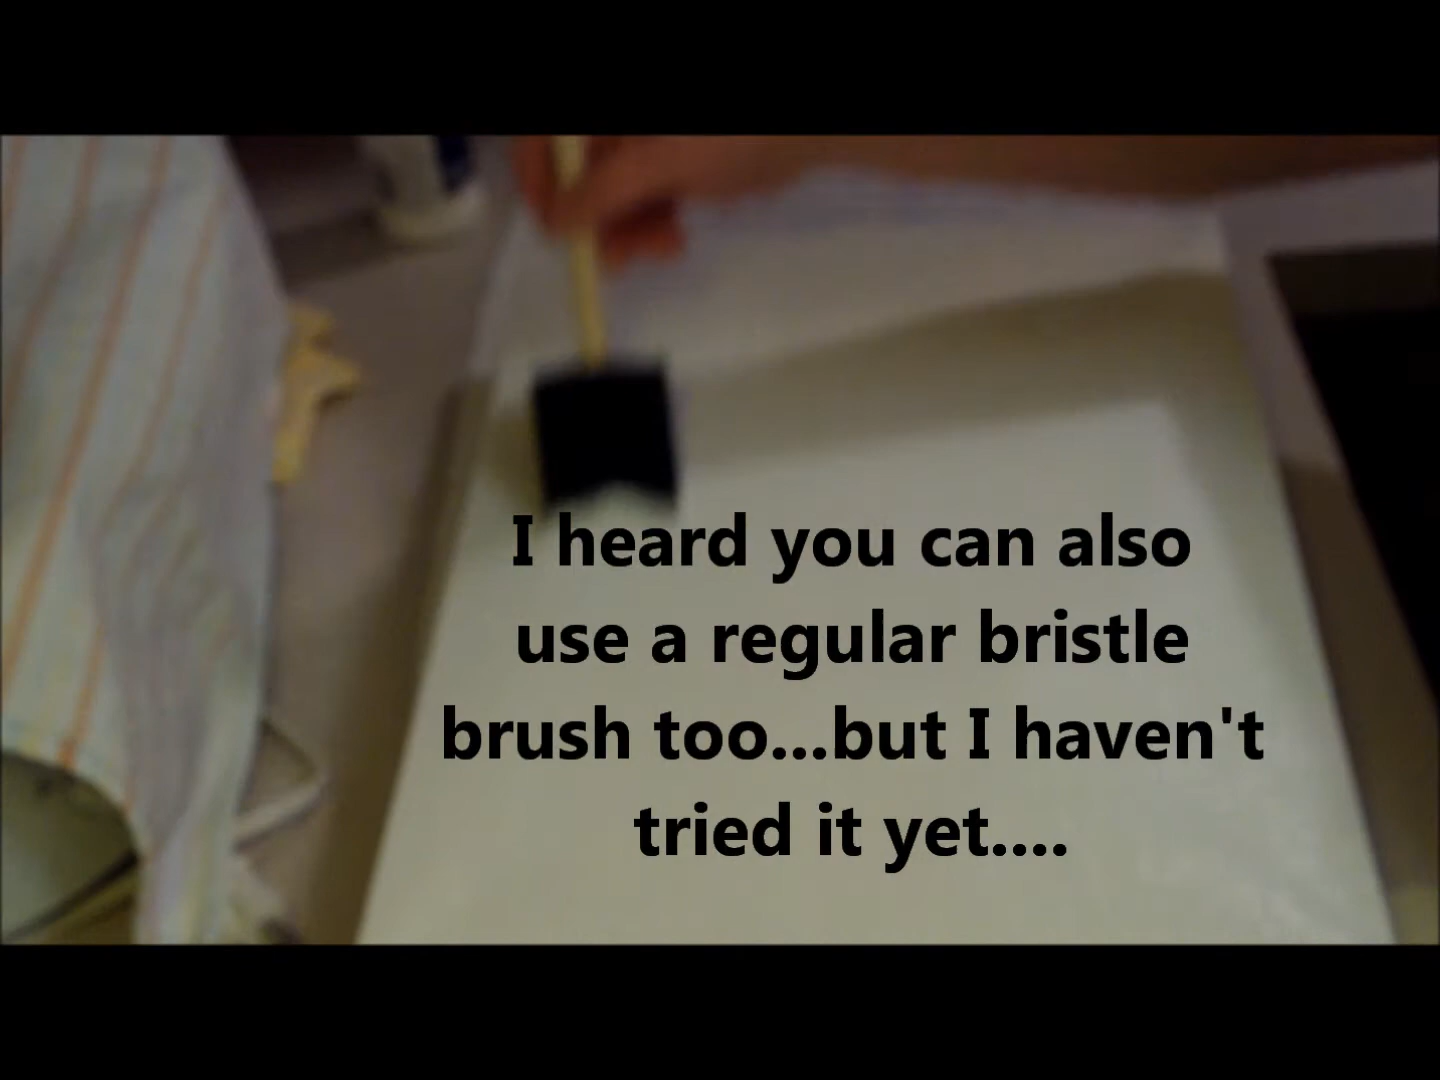 I heard you can also
use a regular bristle
brush too...but I haven't
tried it yet....